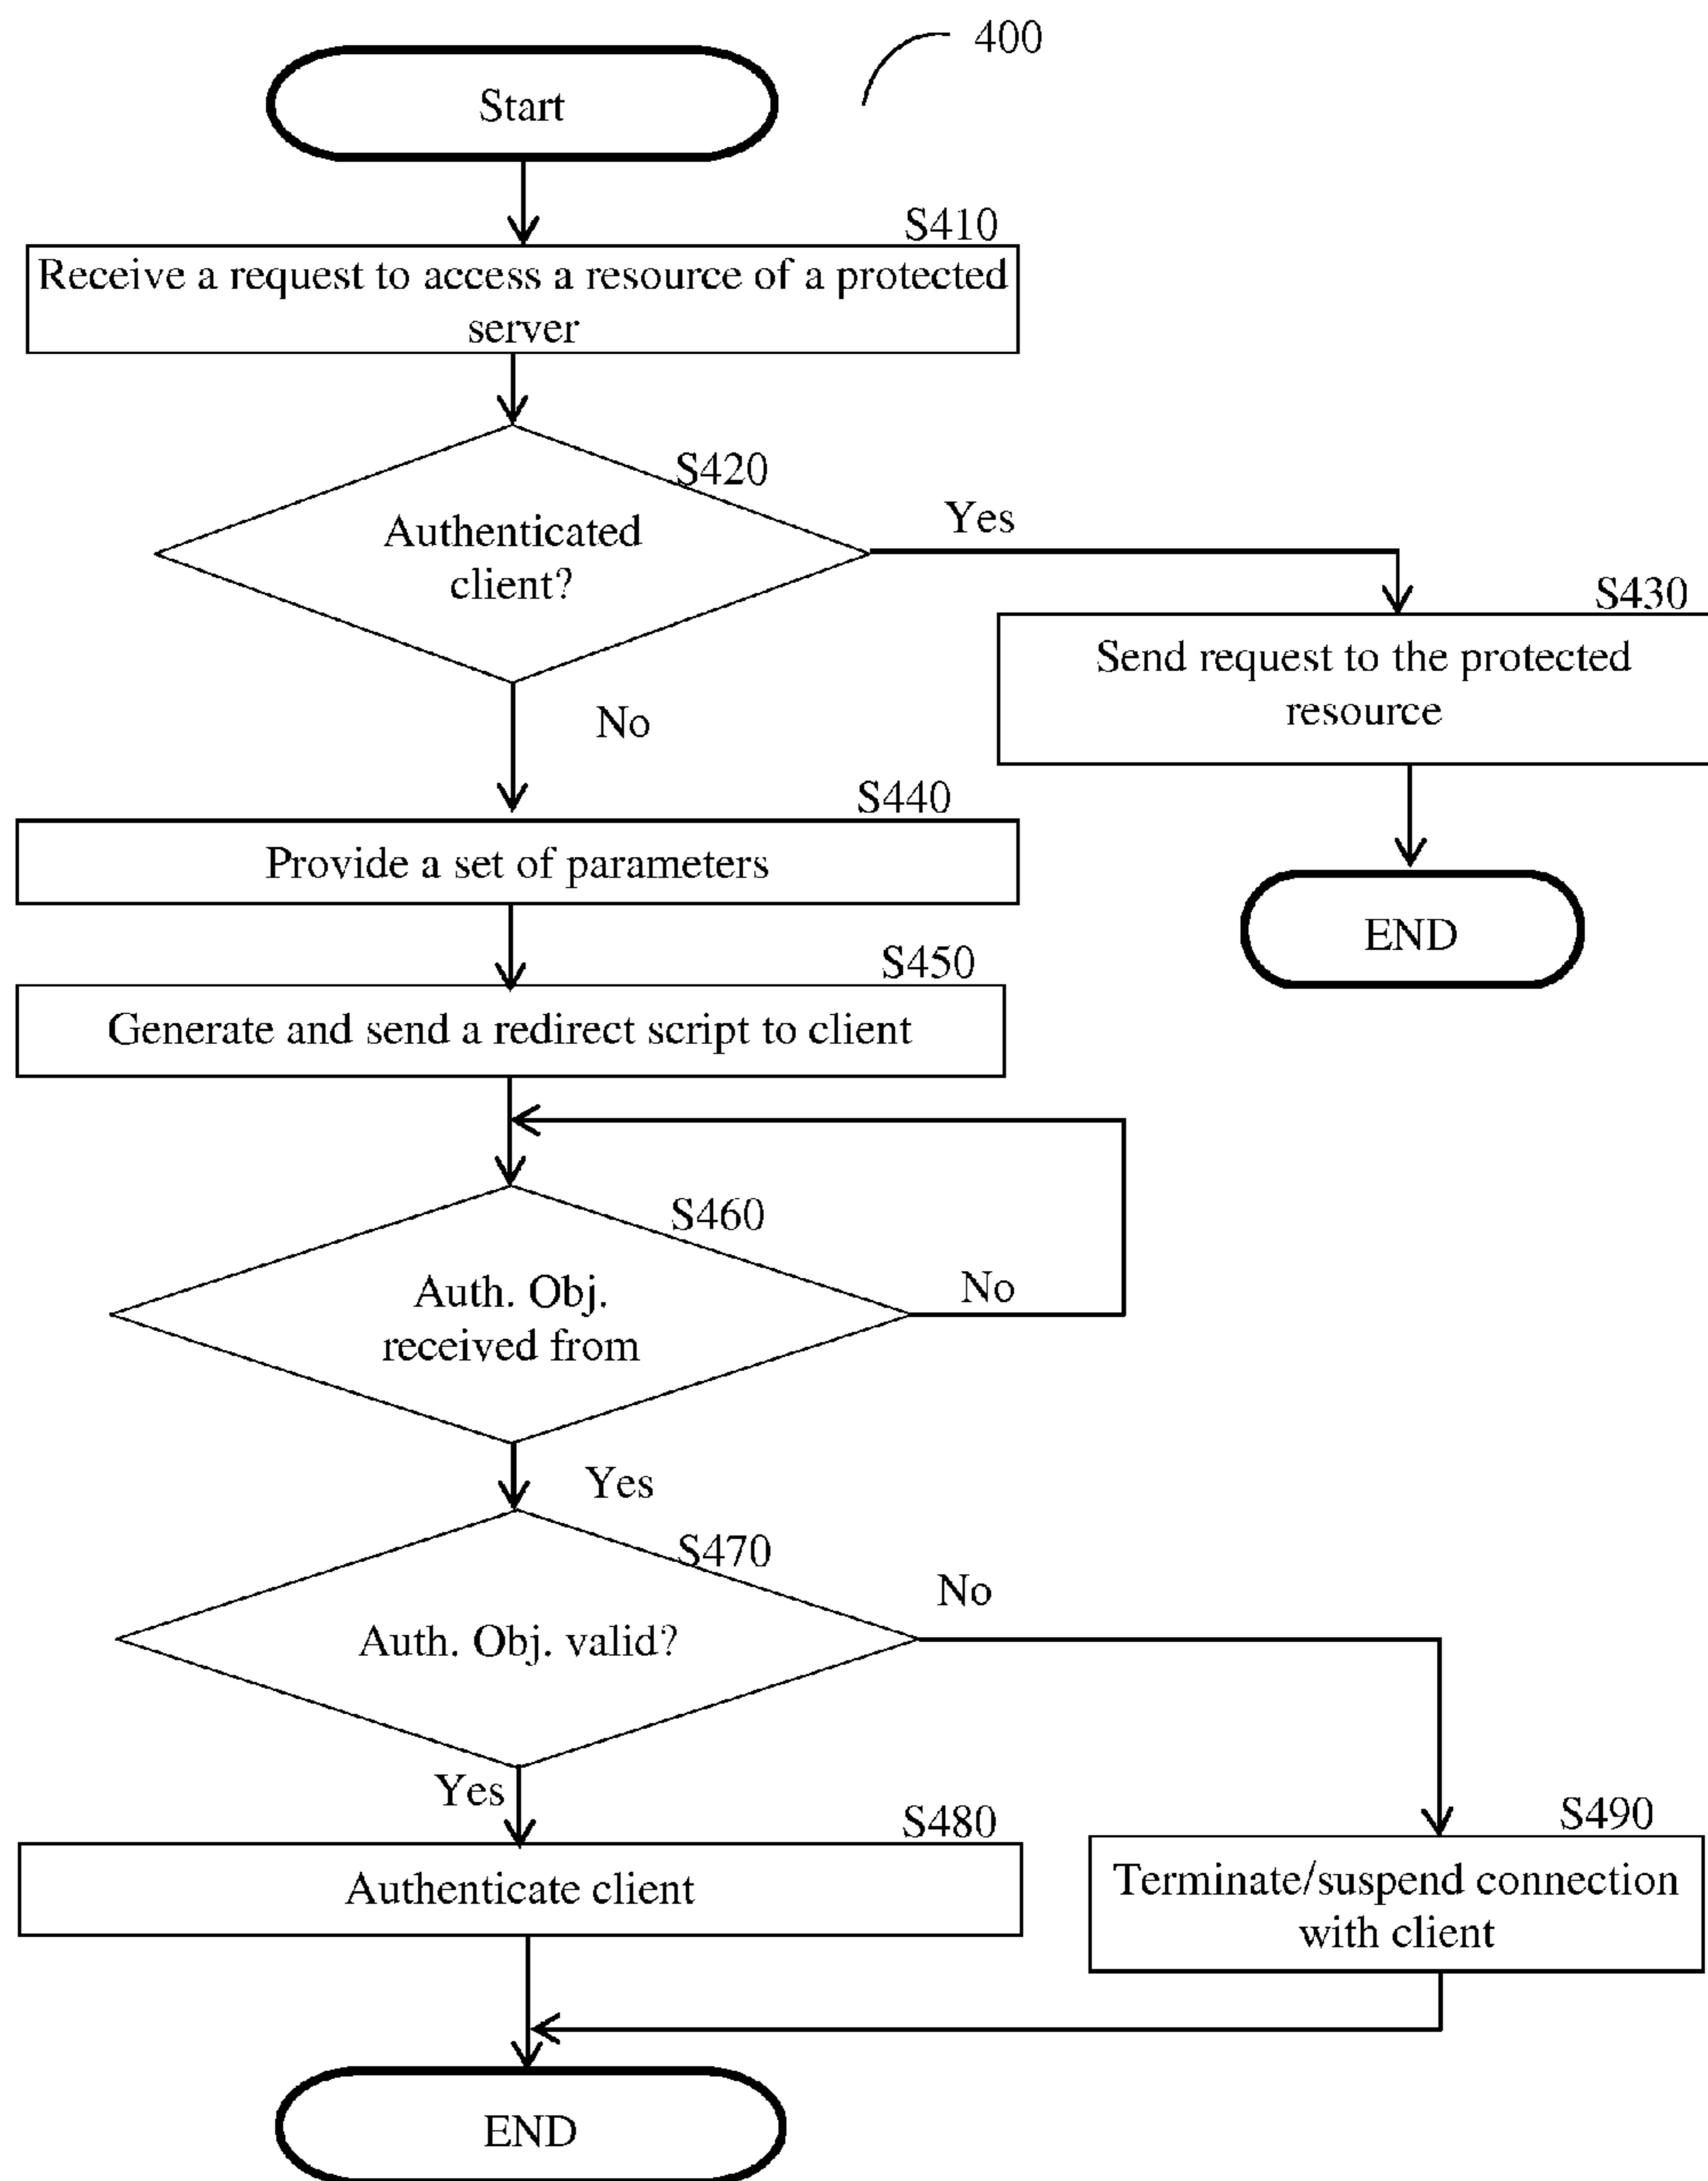 400
Start
S410
Receive a request to access a resource of a protected
server
S420
Authenticated
client?
Yes
No
S430
Send request to the protected
resource
END
S440
Provide a set of parameters
S450
Generate and send a redirect script to client
S460
Auth. Obj.
received from
No
Yes
S470
Auth. Obj. valid?
No
Yes
S480
Authenticate client
S490
Terminate/suspend connection
with client
END